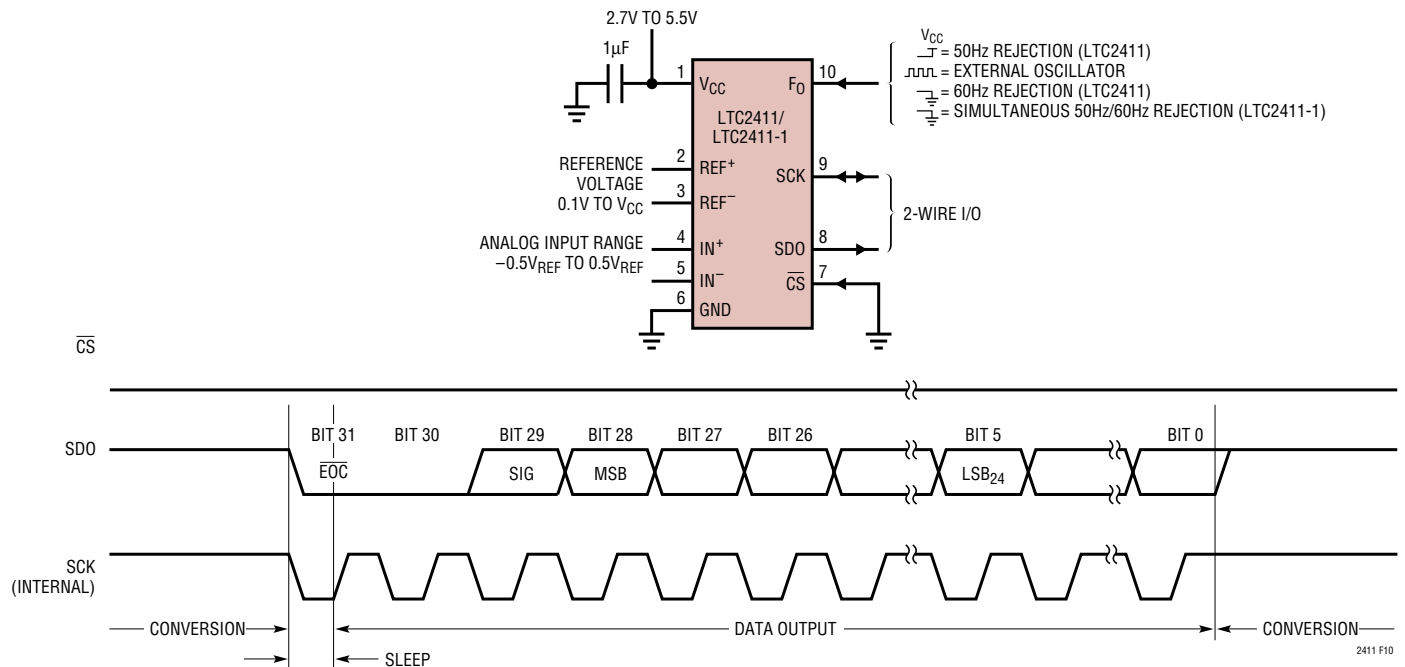 2.7V TO 5.5V
1µF
VCC
= 50Hz REJECTION (LTC2411)
= EXTERNAL OSCILLATOR
= 60Hz REJECTION (LTC2411)
= SIMULTANEOUS 50Hz/60Hz REJECTION (LTC2411-1)
1
VCC
FO
10
LTC2411/
LTC2411-1
REFERENCE
VOLTAGE
0.1V TO VCC
2
REF+
3
REF–
SCK
9
2-WIRE I/O
ANALOG INPUT RANGE
–0.5VREF TO 0.5VREF
4
IN+
5
IN–
SDO
8
CS
7
6
GND
CS
SDO
BIT 31
BIT 30
BIT 29
BIT 28
BIT 27
BIT 26
BIT 5
BIT 0
EOC
SIG
MSB
LSB24
SCK
(INTERNAL)
CONVERSION
DATA OUTPUT
CONVERSION
SLEEP
2411 F10